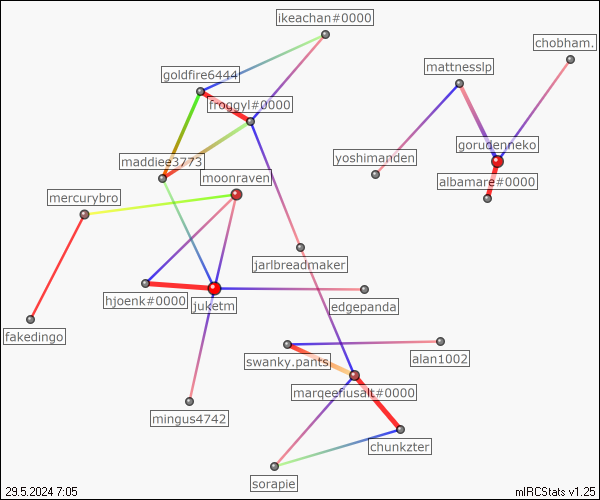 ikeachan#0000
chobham.
mattnesslp
goldfire6444
froggyl#0000
gorudenneko
yoshimanden
maddiee3773
moonraven
albamare#0000
mercurybro
jarlbreadmaker
hjoenk#0000
juketm
edgepanda
fakedingo
swanky.pants
alan1002
marqeefiusalt#0000
mingus4742
chunkzter
sorapie
29.5.2024 7:05
mIRCStats v1.25